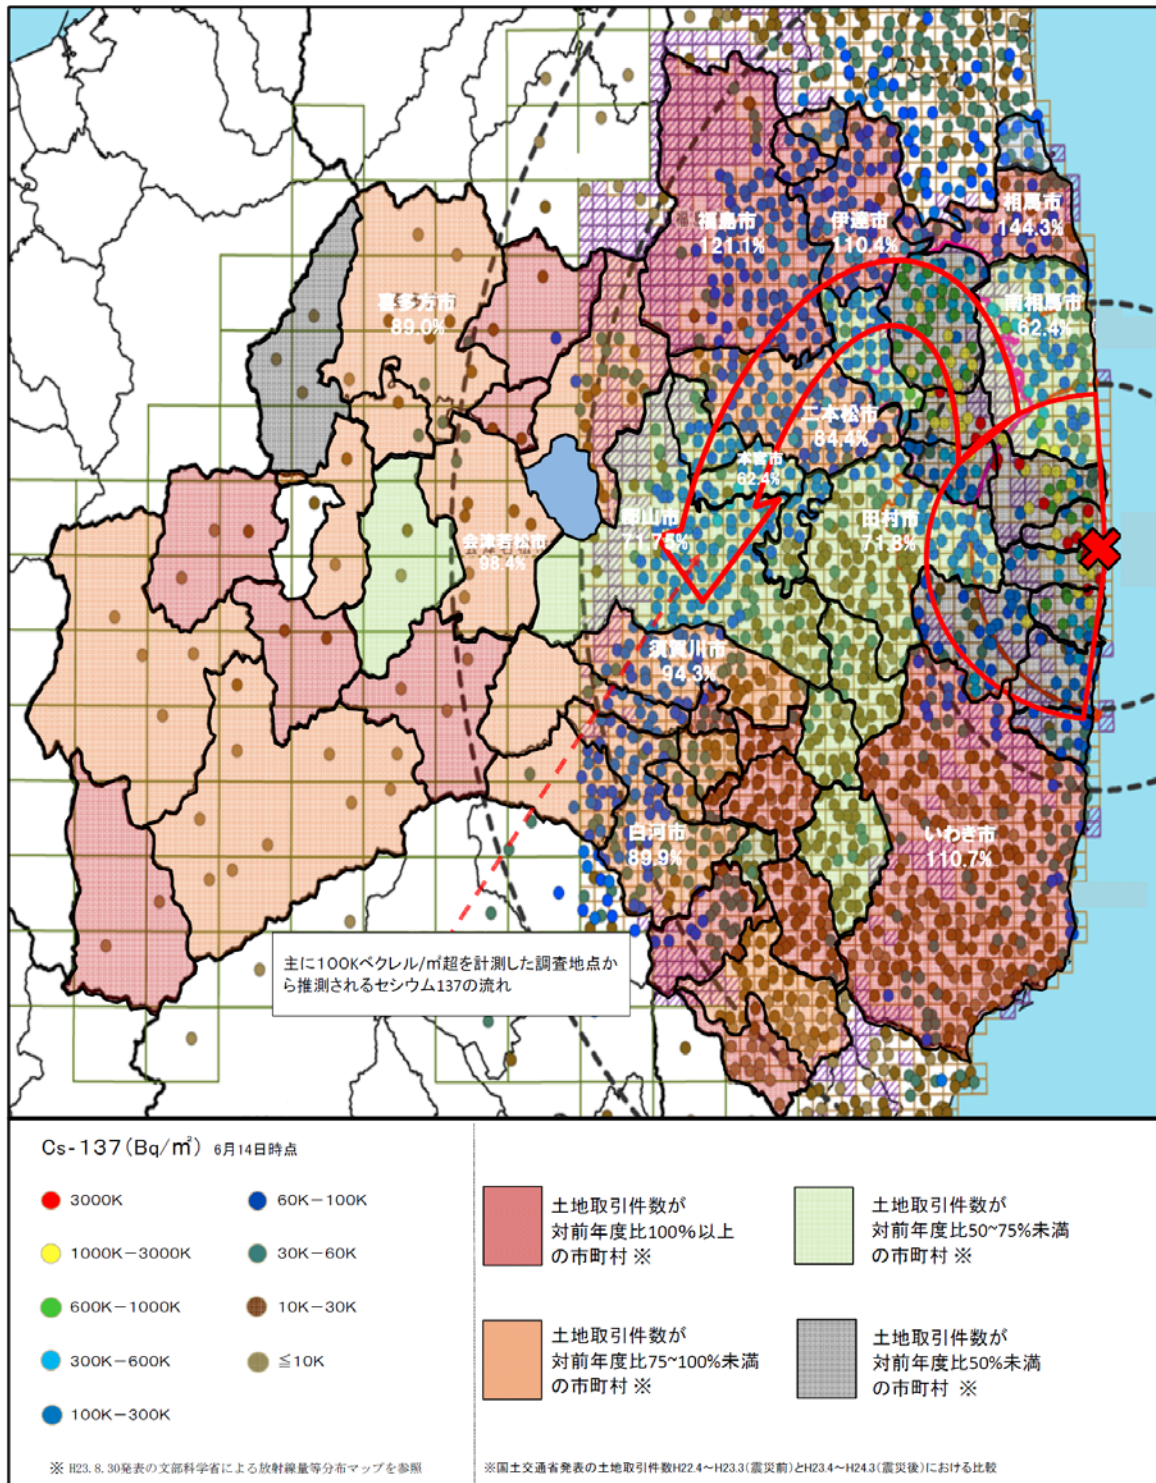 相馬市
144.3%
福島市
121.1%
伊達市
110.4%
南相馬市
62.4%
喜多方市
89.0%
二本松市
84.4%
本宮市
62.4%
郡山市
71.75%
田村市
71.8%
会津若松市
98.4%
須賀川市
94.3%
白河市
89.9%
いわき市
110.7%
主に100Kベクレル/㎡超を計測した調査地点か
ら推測されるセシウム137の流れ
Cs-137(Bq/㎡) 6月14日時点
3000K
1000K-3000K
600K-1000K
300K-600K
100K-300K
60K-100K
30K-60K
10K-30K
≦10K
※ H23.8.30発表の文部科学省による放射線量等分布マップを参照
土地取引件数が
対前年度比100%以上
の市町村 ※
土地取引件数が
対前年度比75~100%未満
の市町村 ※
土地取引件数が
対前年度比50~75%未満
の市町村 ※
土地取引件数が
対前年度比50%未満
の市町村 ※
※国土交通省発表の土地取引件数H22.4~H23.3(震災前)とH23.4~H24.3(震災後)における比較